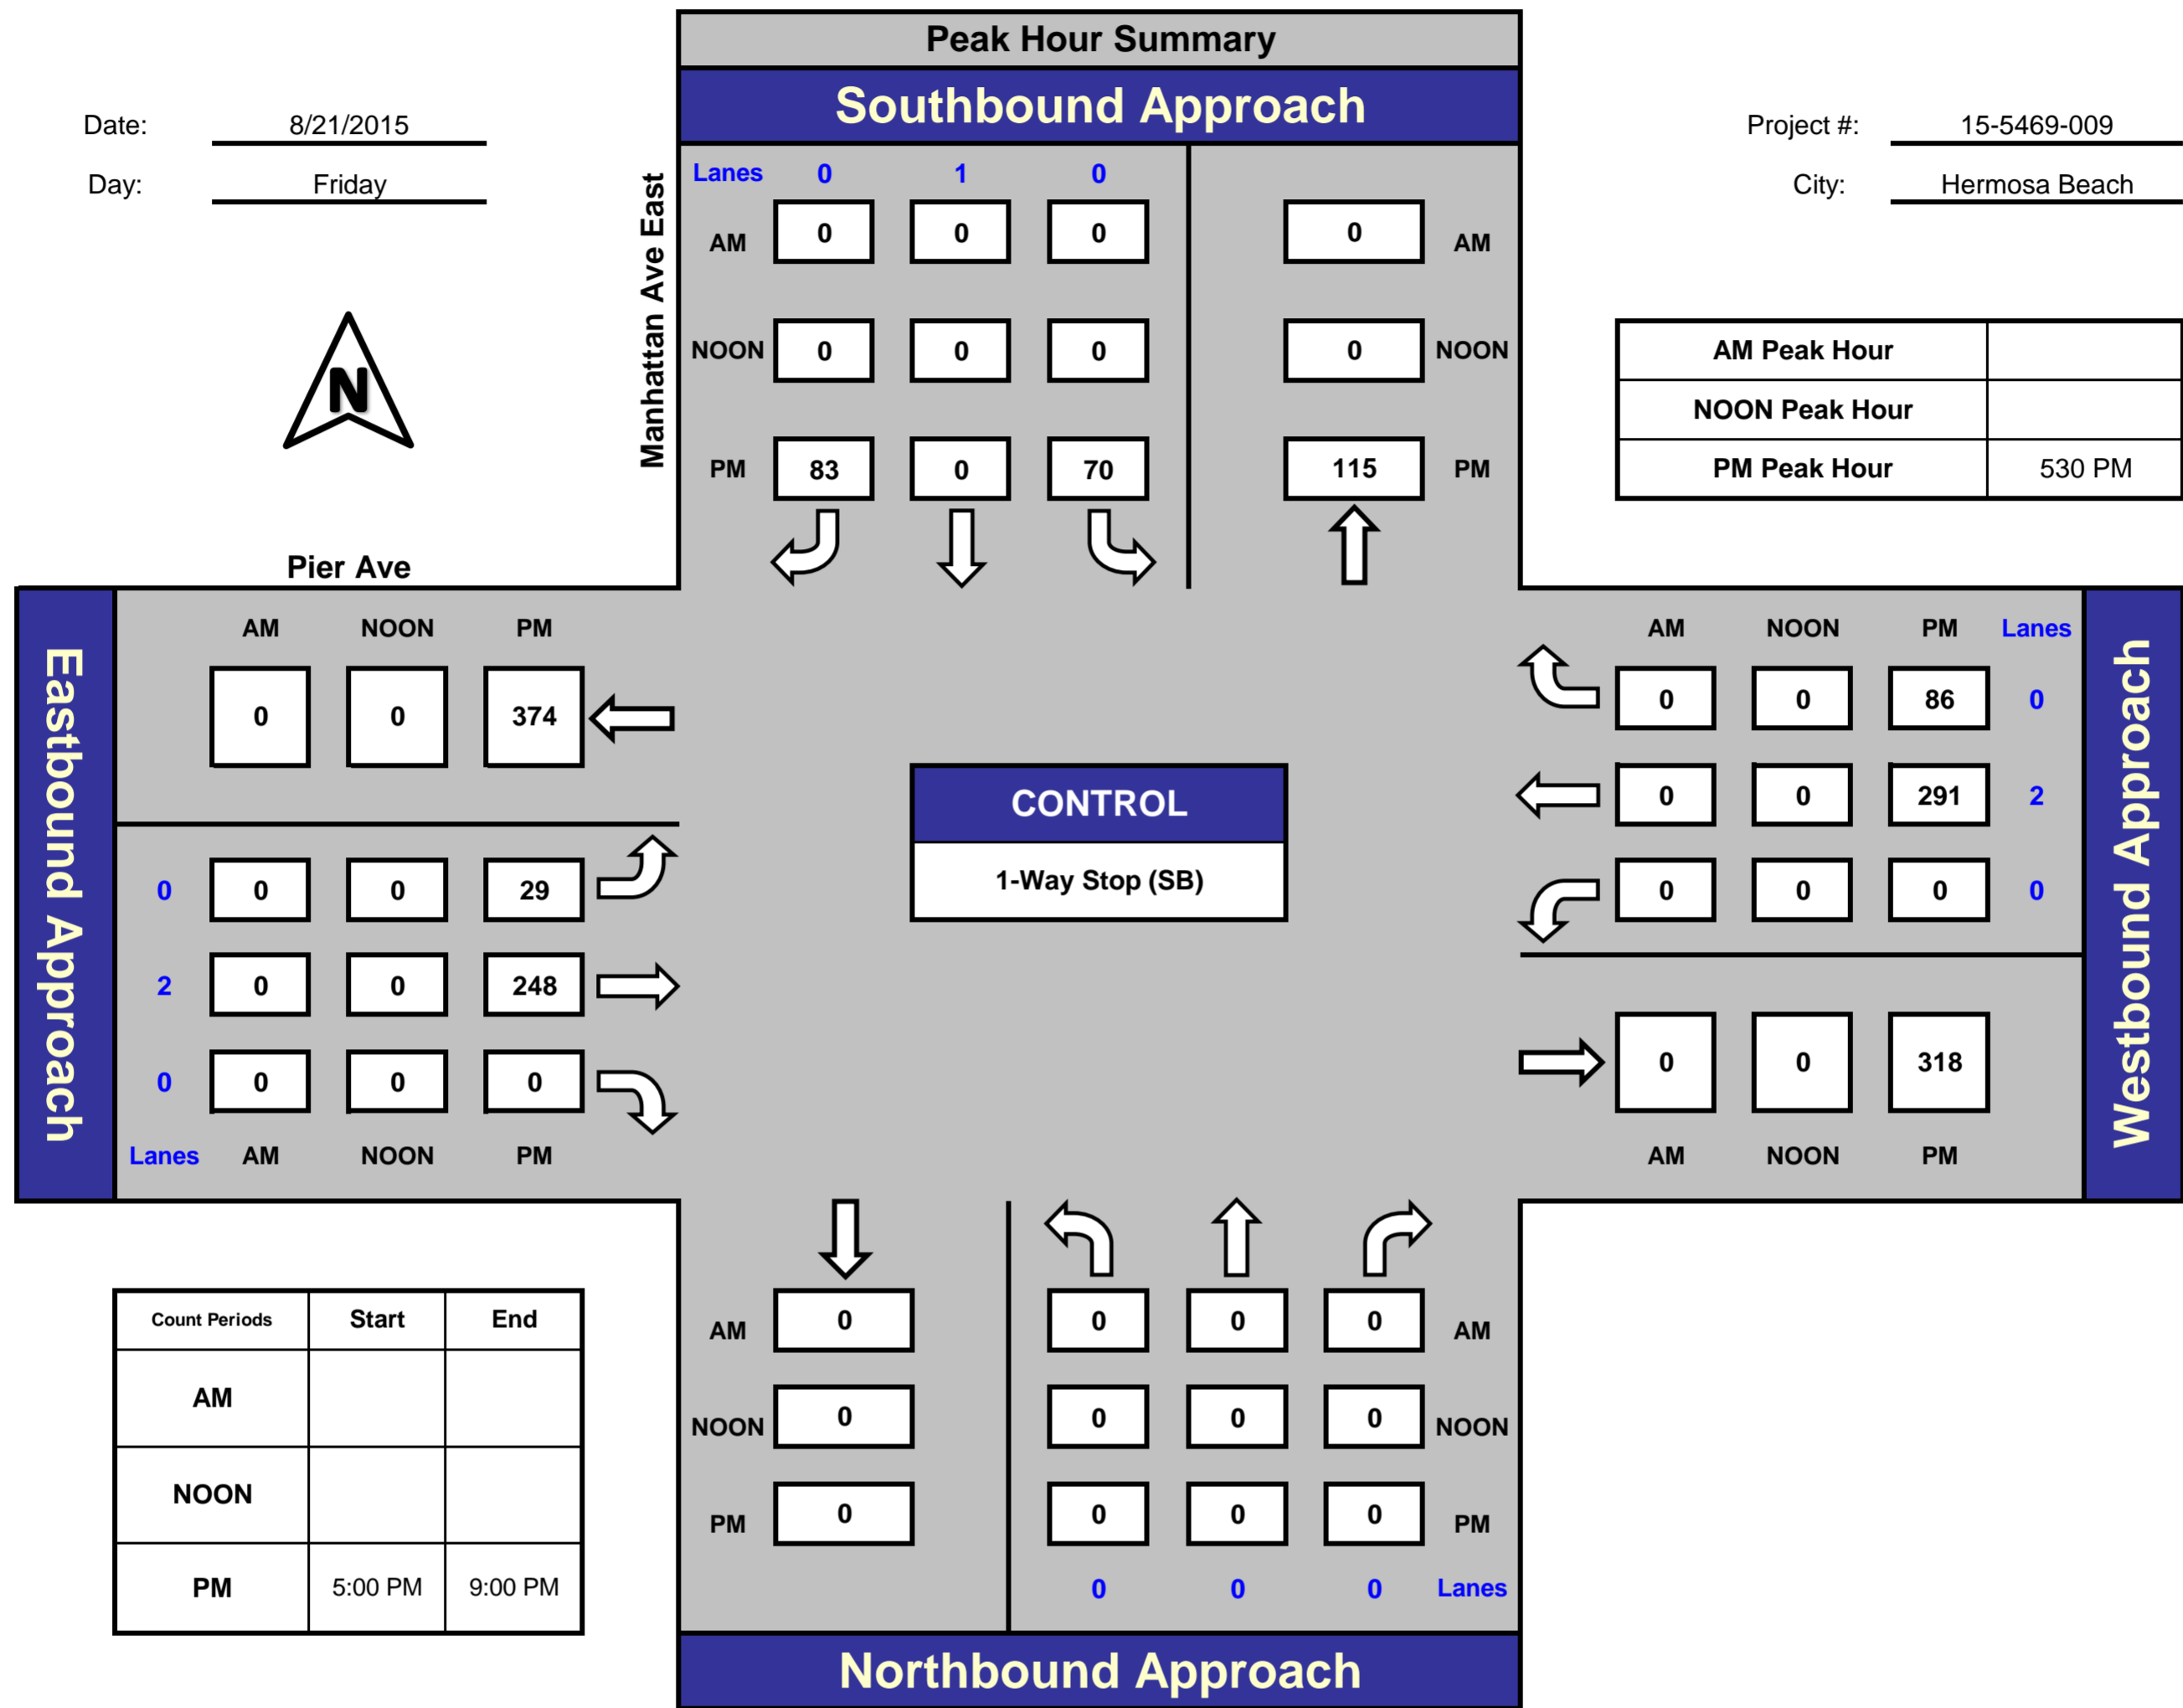 Peak Hour Summary
Southbound Approach
Date: 8/21/2015
Project #: 15-5469-009
Day: Friday
City: Hermosa Beach
Manhattan Ave East
Lanes 0 1 0
AM 0 0 0 0 AM
NOON 0 0 0 0 NOON
PM 83 0 70 115 PM
N
AM Peak Hour
NOON Peak Hour
PM Peak Hour 530 PM
Pier Ave
Eastbound Approach
AM NOON PM
0 0 374
0 0 0 29
2 0 0 248
0 0 0 0
Lanes AM NOON PM
CONTROL
1-Way Stop (SB)
AM NOON PM Lanes
0 0 86 0
0 0 291 2
0 0 0 0
0 0 318
AM NOON PM
Westbound Approach
Count Periods Start End
AM
NOON
PM 5:00 PM 9:00 PM
AM 0 0 0 0 AM
NOON 0 0 0 0 NOON
PM 0 0 0 0 PM
0 0 0 Lanes
Northbound Approach